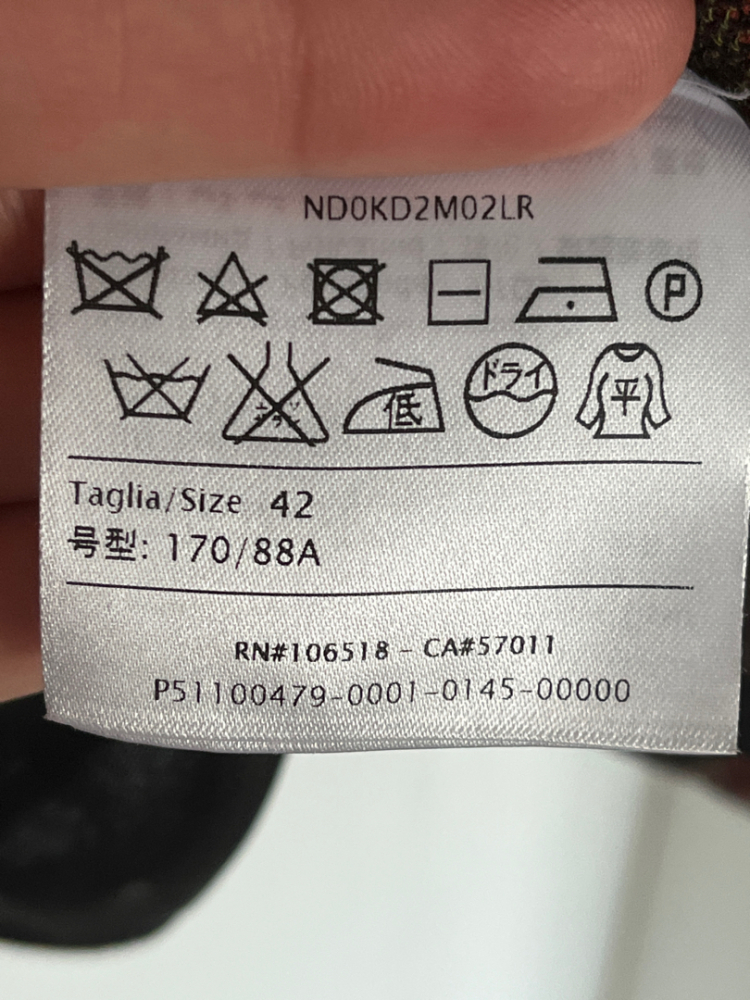 ND0KD2M02LR
P
低 ドライ 平
Taglia/Size 42
号型: 170/88A
RN#106518 - CA#57011
P51100479-0001-0145-00000